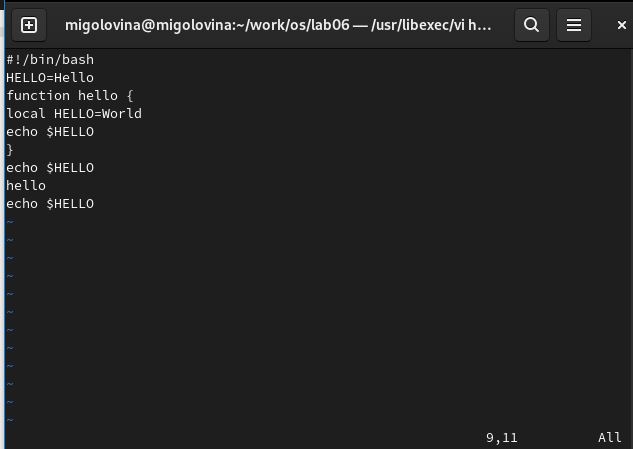 migolovina@migolovina:~/work/os/lab06 — /usr/libexec/vi h...
#!/bin/bash
HELLO=Hello
function hello {
local HELLO=World
echo $HELLO
}
echo $HELLO
hello
echo $HELLO
~
~
~
~
~
~
~
~
~
~
~
~
9,11 All